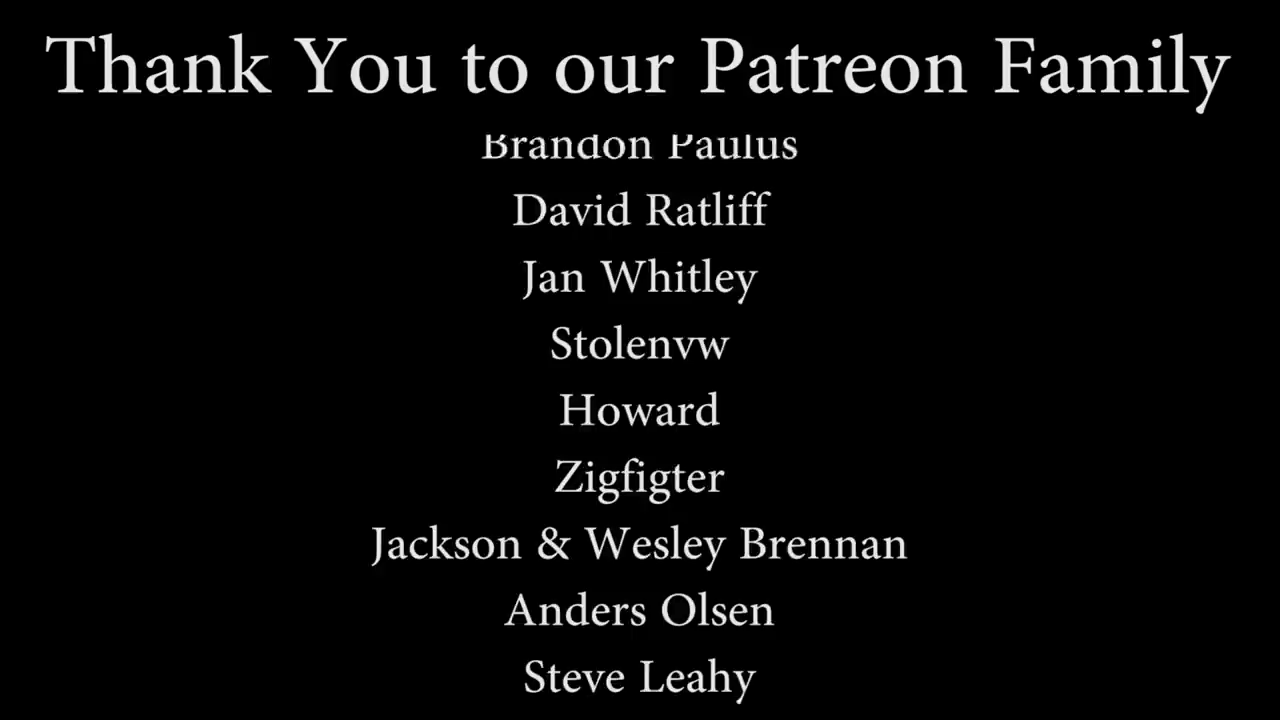 Thank You to our Patreon Family
Brandon Paulus
David Ratliff
Jan Whitley
Stolenvw
Howard
Zigfigter
Jackson & Wesley Brennan
Anders Olsen
Steve Leahy